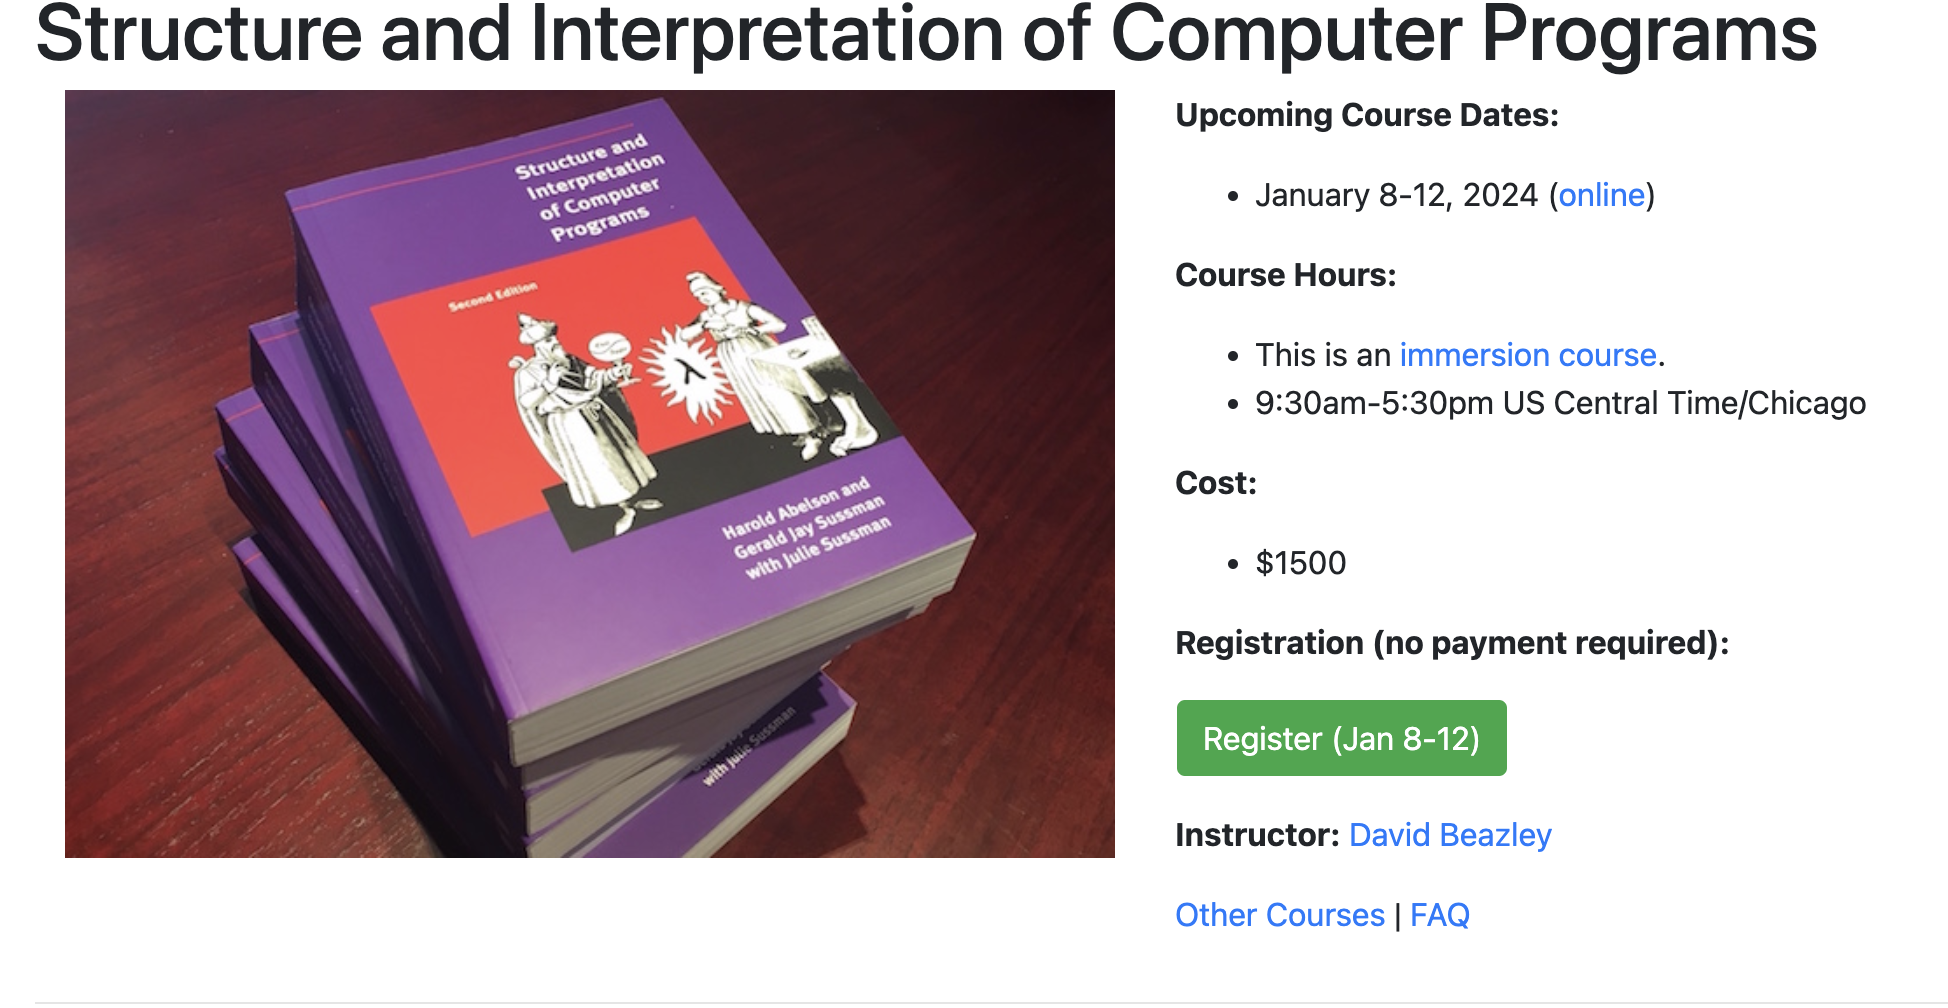 Structure and Interpretation of Computer Programs
Structure and
Interpretation
of Computer
Programs
Second Edition
λ
Harold Abelson and
Gerald Jay Sussman
with Julie Sussman
with Julie Sussman
Upcoming Course Dates:
• January 8-12, 2024 (online)
Course Hours:
• This is an immersion course.
• 9:30am-5:30pm US Central Time/Chicago
Cost:
• $1500
Registration (no payment required):
Register (Jan 8-12)
Instructor: David Beazley
Other Courses | FAQ